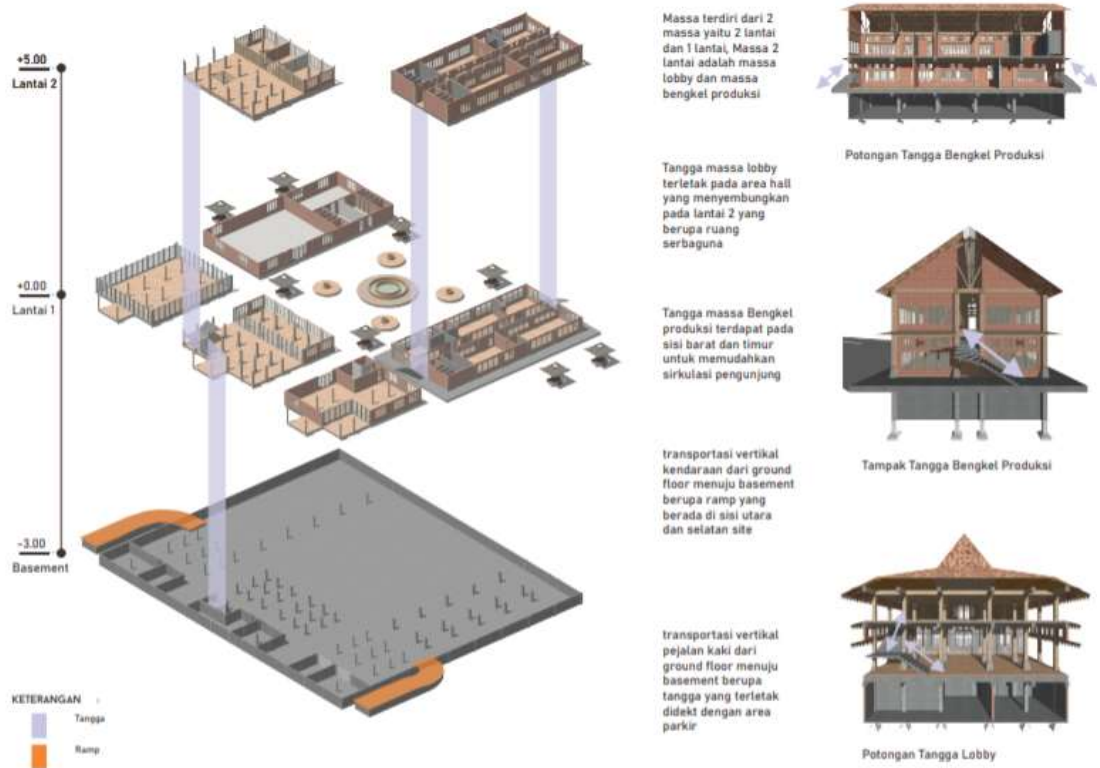 +5.00
Lantai 2
+0.00
Lantai 1
-3.00
Basement
KETERANGAN
Tangga
Ramp
Massa terdiri dari 2
massa yaitu 2 lantai
dan 1 lantai, Massa 2
lantai adalah massa
lobby dan massa
bengkel produksi
Tangga massa lobby
terletak pada area hall
yang menyembungkan
pada lantai 2 yang
berupa ruang
serbaguna
Tangga massa Bengkel
produksi terdapat pada
sisi barat dan timur
untuk memudahkan
sirkulasi pengunjung
transportasi vertikal
kendaraan dari ground
floor menuju basement
berupa ramp yang
berada di sisi utara
dan selatan site
transportasi vertikal
pejalan kaki dari
ground floor menuju
basement berupa
tangga yang terletak
didekt dengan area
parkir
Potongan Tangga Bengkel Produksi
Tampak Tangga Bengkel Produksi
Potongan Tangga Lobby